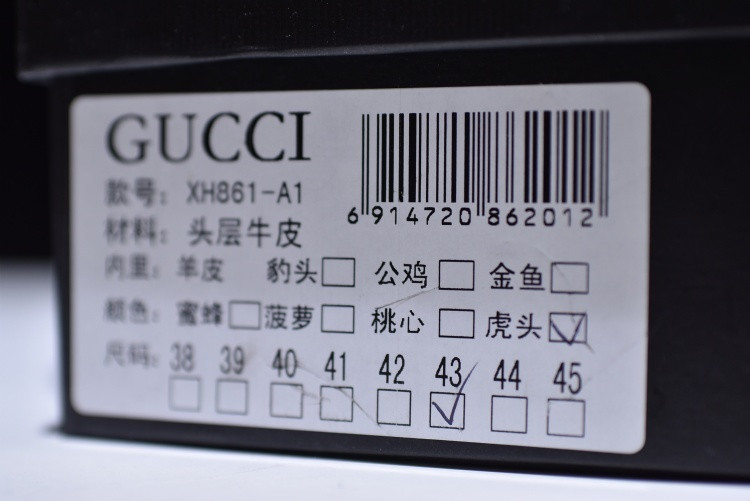 GUCCI
6 914720 862012
款号: XH861-A1
材料: 头层牛皮
内里: 羊皮 豹头 公鸡 金鱼
颜色: 蜜蜂 菠萝 桃心 虎头
尺码: 38 39 40 41 42 43 44 45